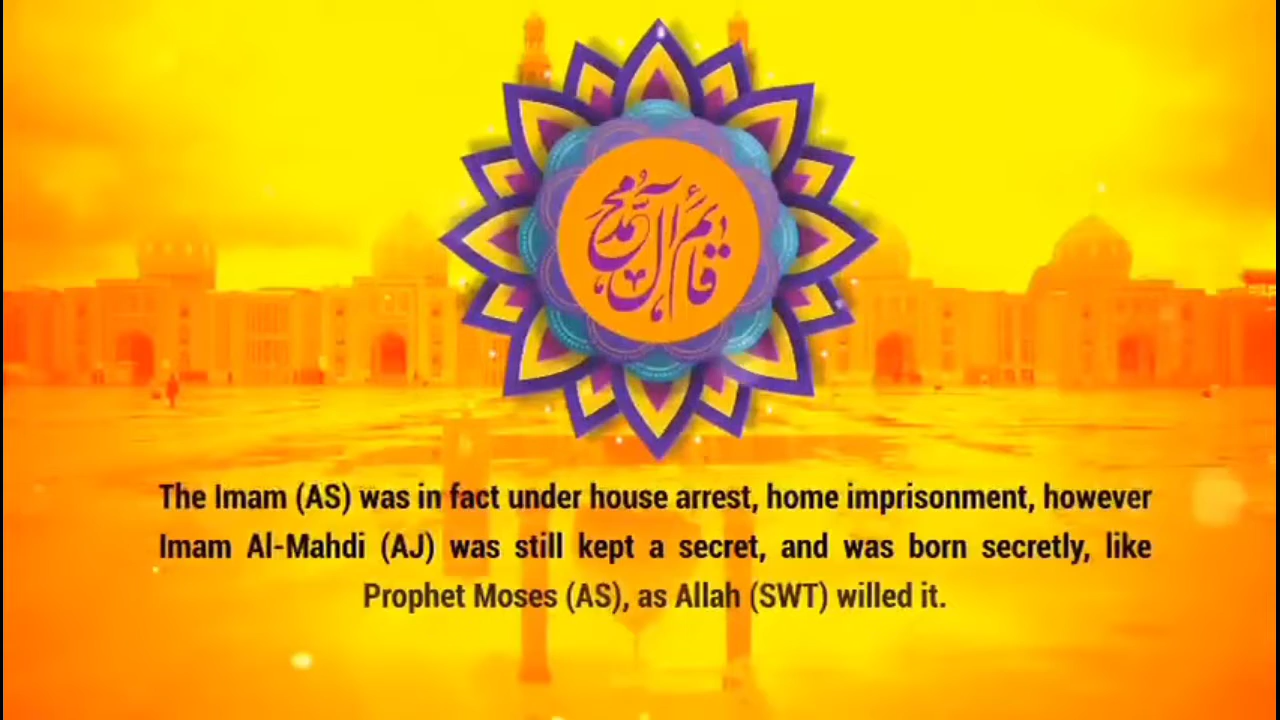 قائم آل محمد
The Imam (AS) was in fact under house arrest, home imprisonment, however
Imam Al-Mahdi (AJ) was still kept a secret, and was born secretly, like
Prophet Moses (AS), as Allah (SWT) willed it.